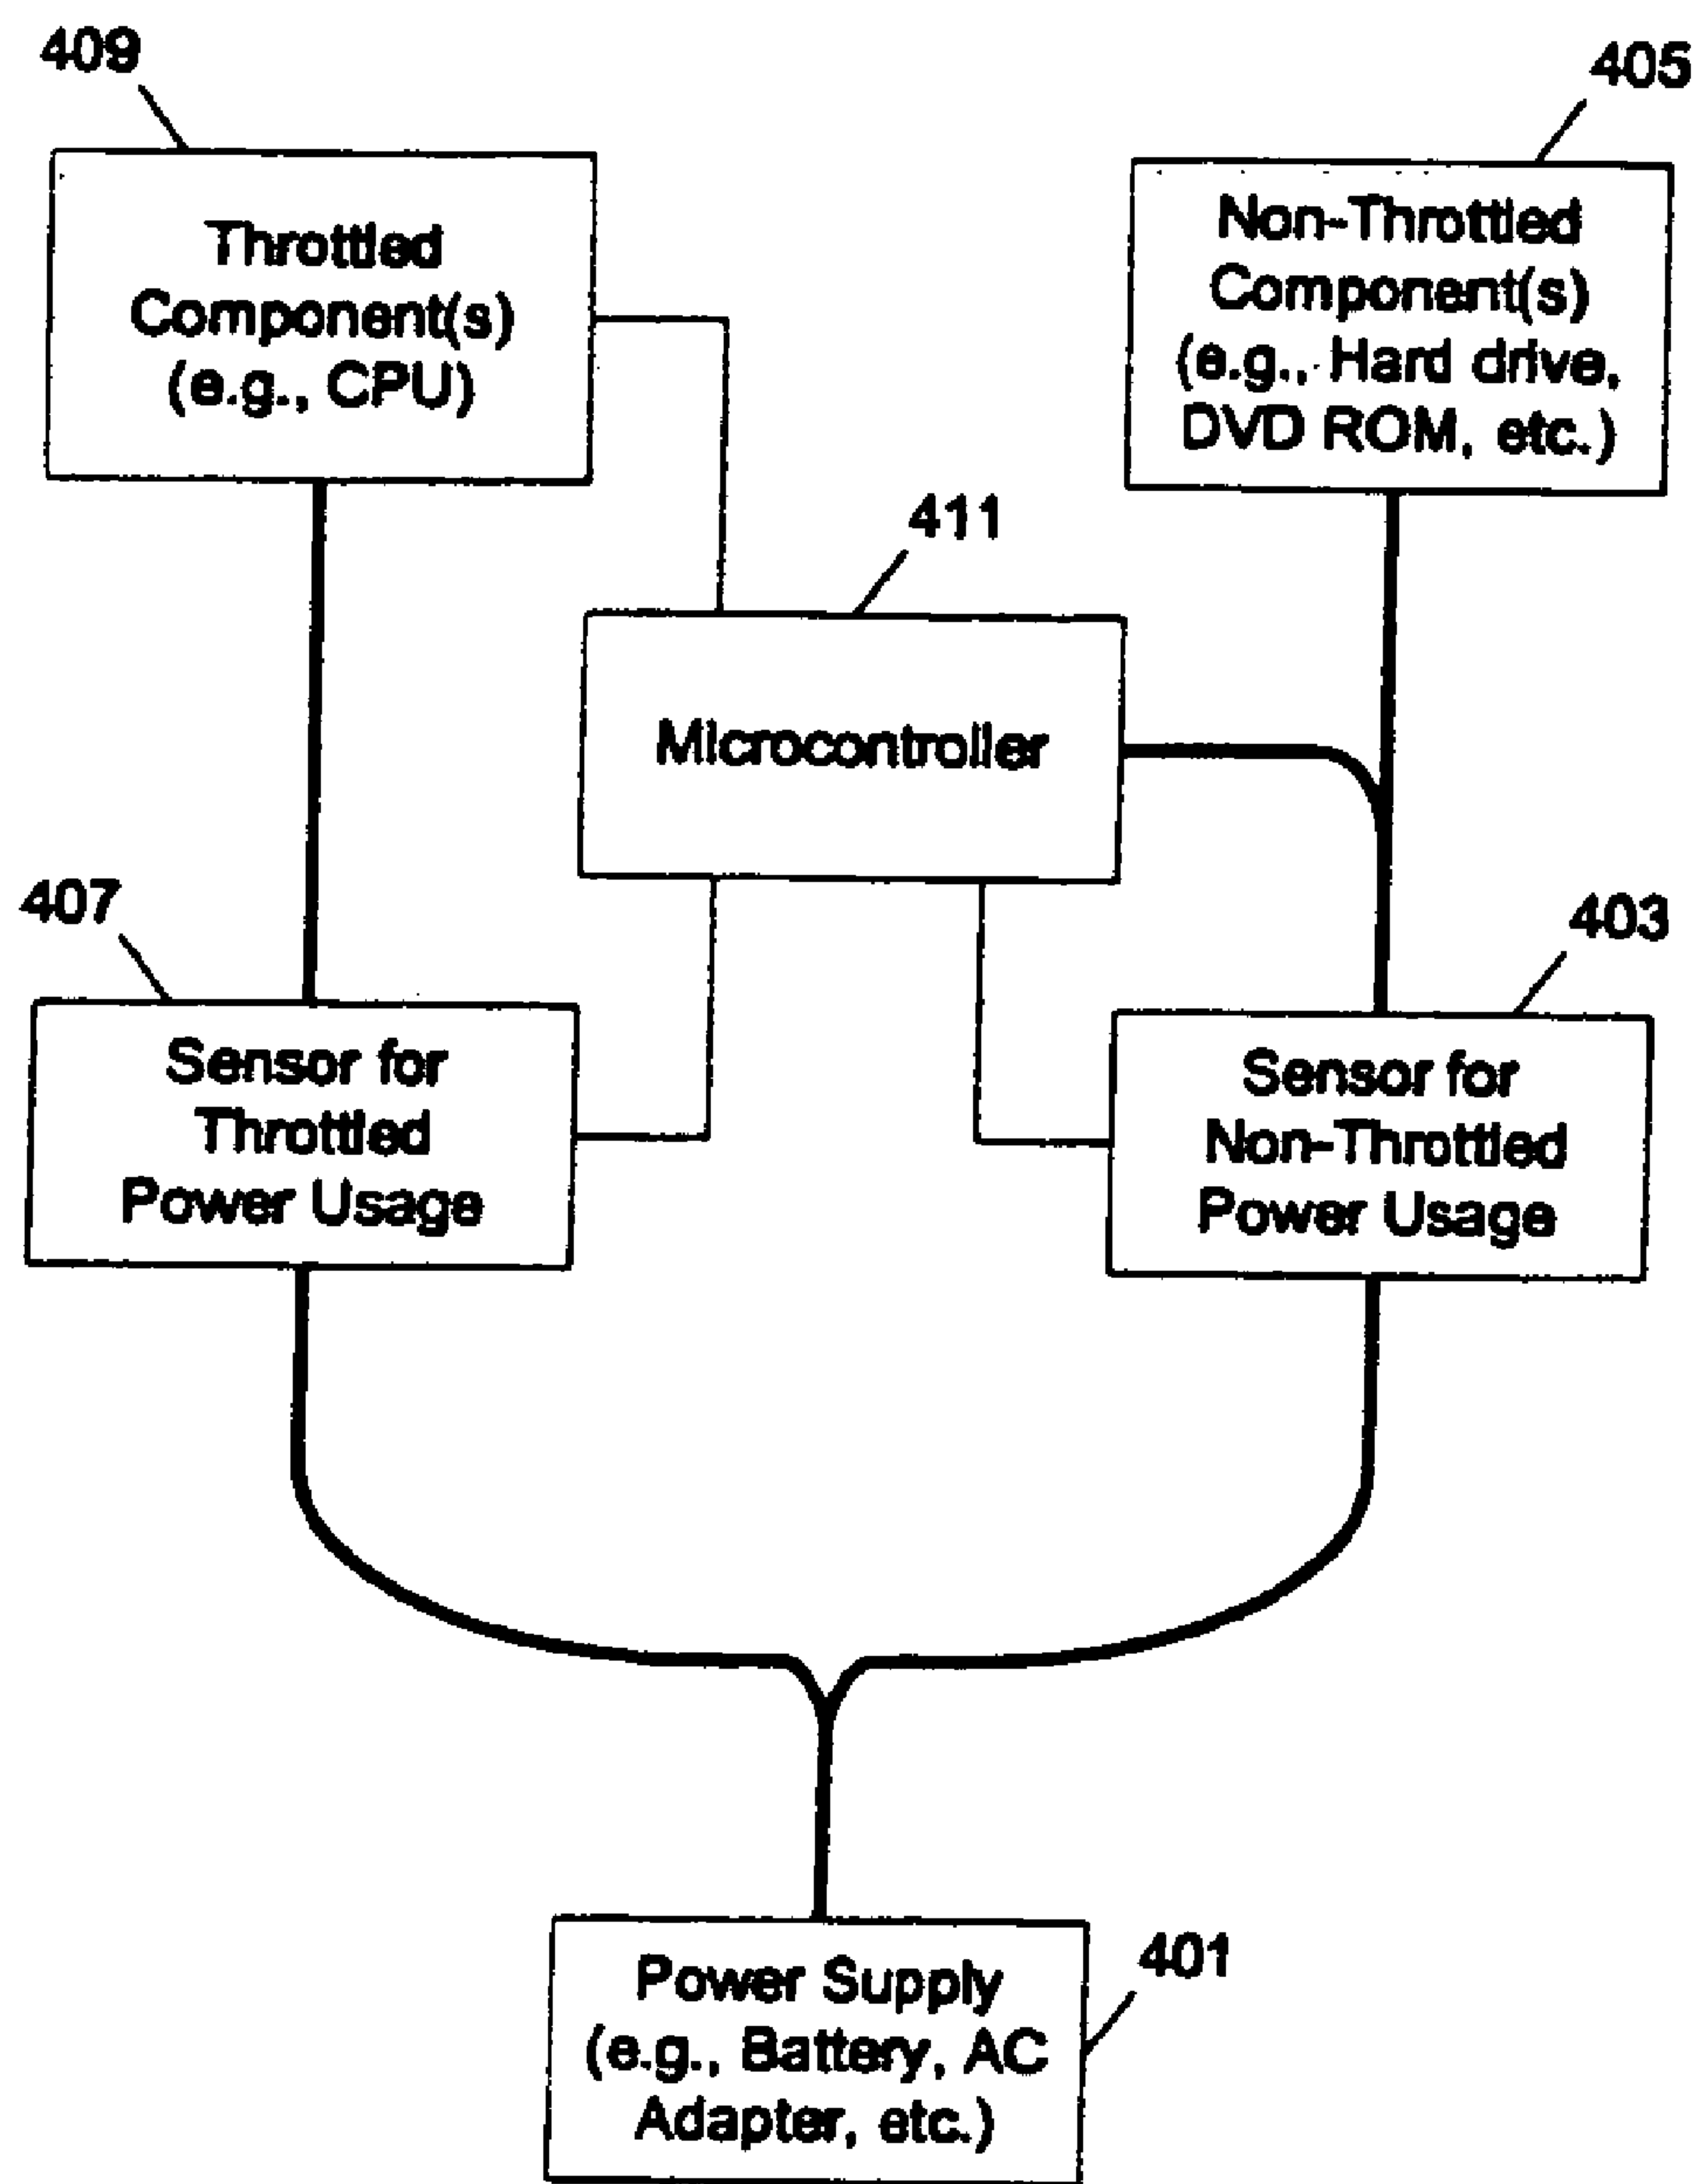 409
405
Throttled
Component(s)
(e.g., CPU)
Non-Throttled
Component(s)
(e.g., Hard drive,
DVD ROM, etc.)
411
Microcontroller
407
403
Sensor for
Throttled
Power Usage
Sensor for
Non-Throttled
Power Usage
401
Power Supply
(e.g., Battery, AC
Adapter, etc.)